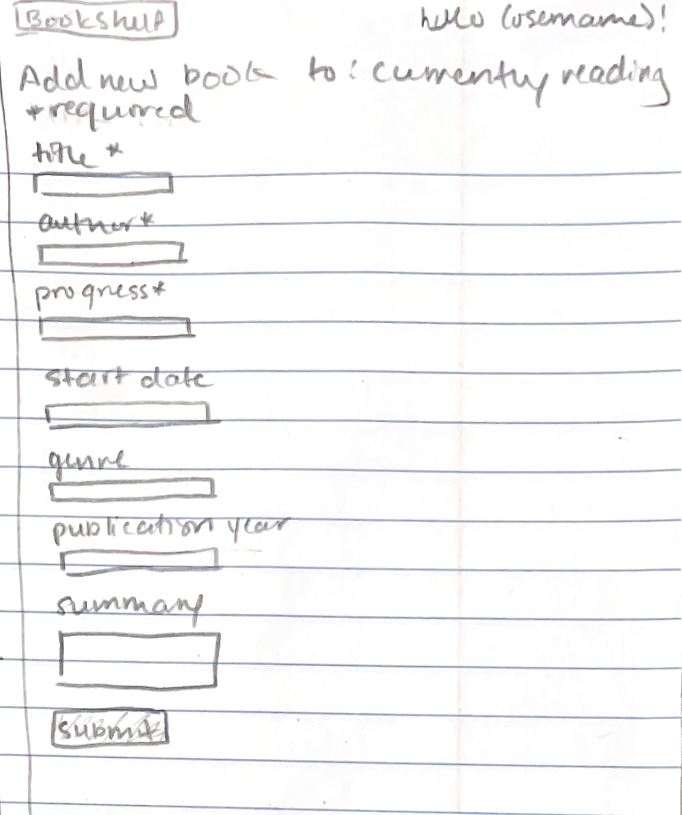 Bookshelf hello (username)!
Add new book to: currently reading
*required
title *
author*
progress*
start date
genre
publication year
summary
submit